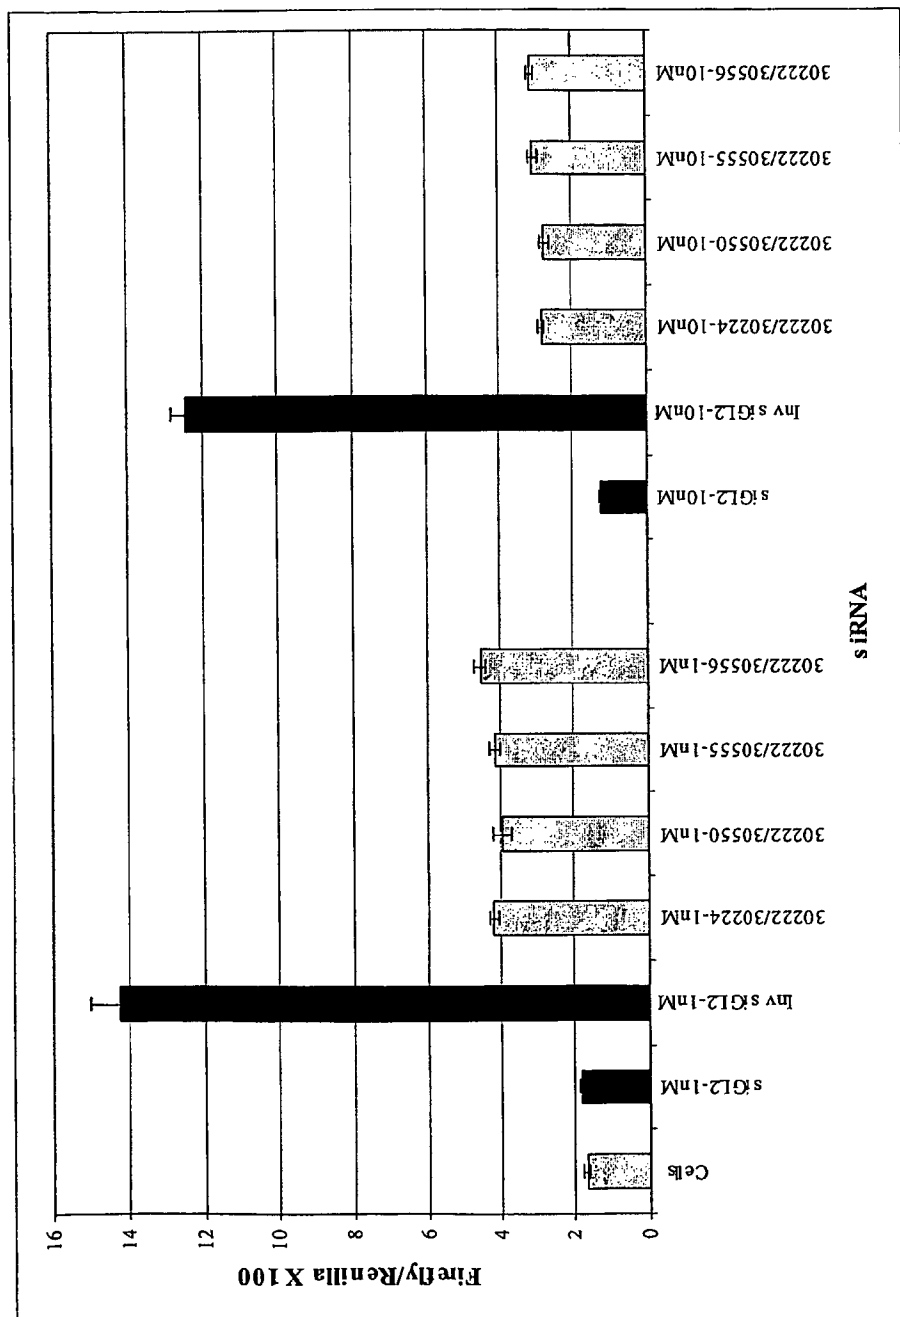 Firefly/Renilla X 100
16
14
12
10
8
6
4
2
0
Cells
siGL2-1nM
Inv siGL2-1nM
30222/30224-1nM
30222/30550-1nM
30222/30555-1nM
30222/30556-1nM
siGL2-10nM
Inv siGL2-10nM
30222/30224-10nM
30222/30550-10nM
30222/30555-10nM
30222/30556-10nM
siRNA